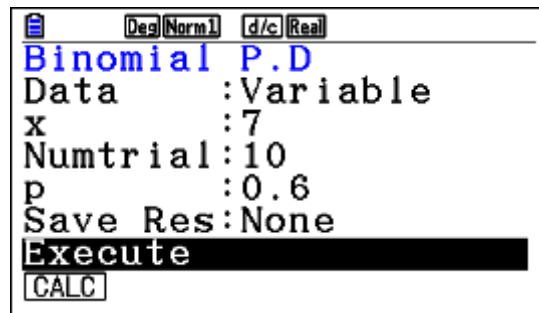 Deg Norm1 d/c Real
Binomial P.D
Data :Variable
x :7
Numtrial:10
p :0.6
Save Res:None
Execute
CALC